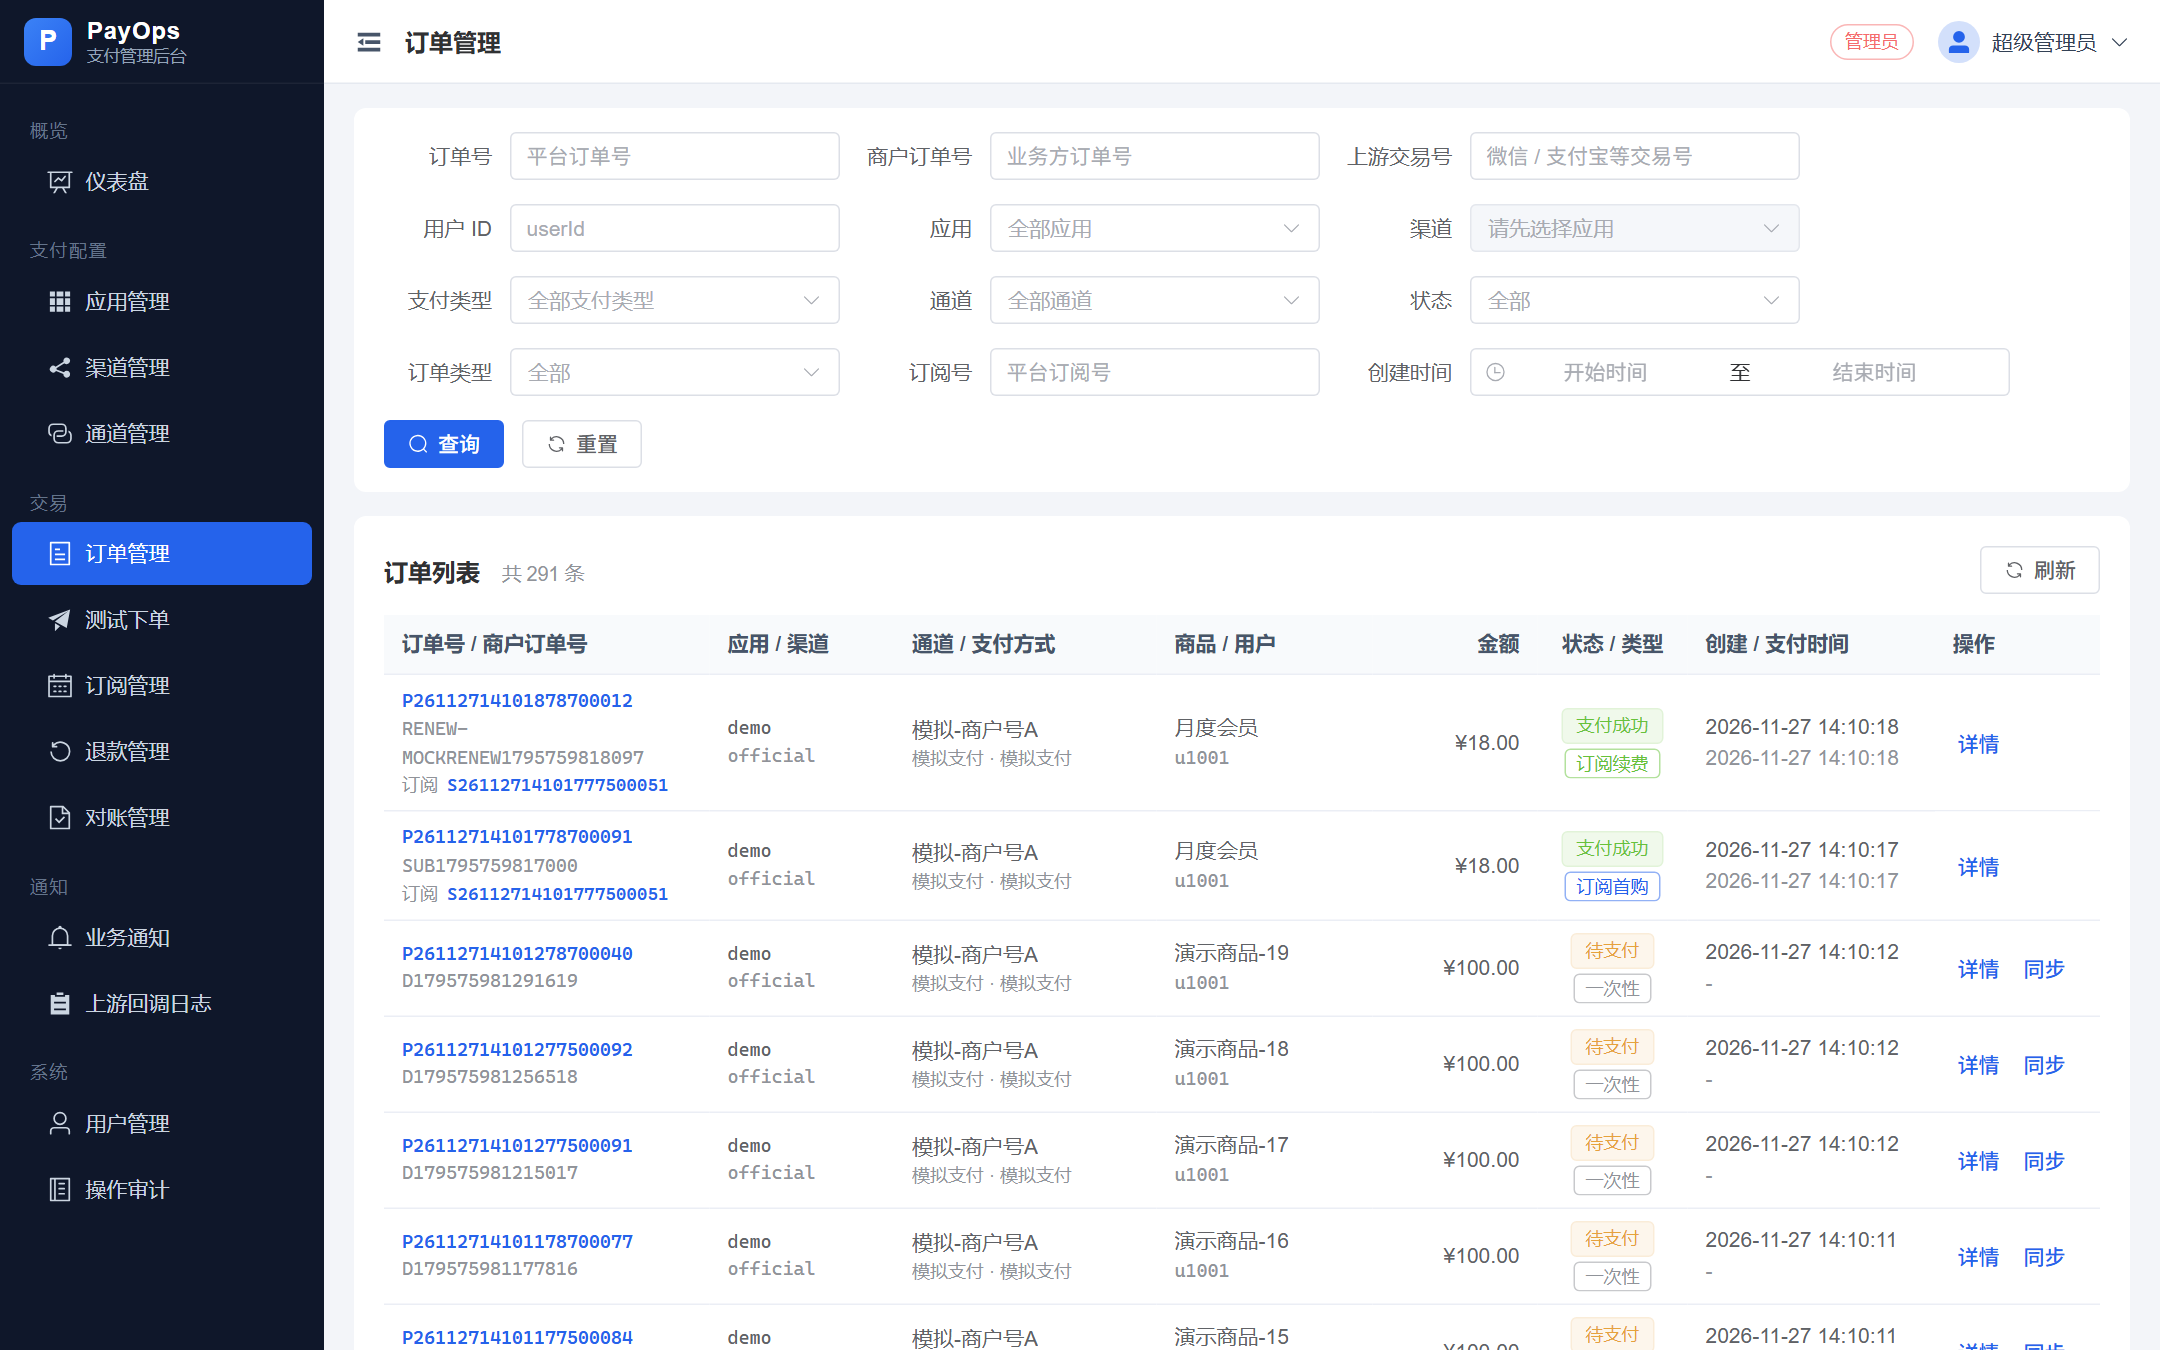 P
PayOps
支付管理后台
概览
仪表盘
支付配置
应用管理
渠道管理
通道管理
交易
订单管理
测试下单
订阅管理
退款管理
对账管理
通知
业务通知
上游回调日志
系统
用户管理
操作审计
订单管理
管理员
超级管理员
订单号 平台订单号 商户订单号 业务方订单号 上游交易号 微信 / 支付宝等交易号
用户 ID userId 应用 全部应用 渠道 请先选择应用
支付类型 全部支付类型 通道 全部通道 状态 全部
订单类型 全部 订阅号 平台订阅号 创建时间 开始时间 至 结束时间
查询 重置
订单列表 共 291 条 刷新
订单号 / 商户订单号 应用 / 渠道 通道 / 支付方式 商品 / 用户 金额 状态 / 类型 创建 / 支付时间 操作
P26112714101878700012
RENEW-
MOCKRENEW1795759818097
订阅 S26112714101777500051
demo
official
模拟-商户号A
模拟支付 · 模拟支付
月度会员
u1001
¥18.00
支付成功
订阅续费
2026-11-27 14:10:18
2026-11-27 14:10:18
详情
P26112714101778700091
SUB1795759817000
订阅 S26112714101777500051
demo
official
模拟-商户号A
模拟支付 · 模拟支付
月度会员
u1001
¥18.00
支付成功
订阅首购
2026-11-27 14:10:17
2026-11-27 14:10:17
详情
P26112714101278700040
D179575981291619
demo
official
模拟-商户号A
模拟支付 · 模拟支付
演示商品-19
u1001
¥100.00
待支付
一次性
2026-11-27 14:10:12
-
详情 同步
P26112714101277500092
D179575981256518
demo
official
模拟-商户号A
模拟支付 · 模拟支付
演示商品-18
u1001
¥100.00
待支付
一次性
2026-11-27 14:10:12
-
详情 同步
P26112714101277500091
D179575981215017
demo
official
模拟-商户号A
模拟支付 · 模拟支付
演示商品-17
u1001
¥100.00
待支付
一次性
2026-11-27 14:10:12
-
详情 同步
P26112714101178700077
D179575981177816
demo
official
模拟-商户号A
模拟支付 · 模拟支付
演示商品-16
u1001
¥100.00
待支付
一次性
2026-11-27 14:10:11
-
详情 同步
P26112714101177500084
demo
模拟-商户号A
演示商品-15
¥100.00
待支付
2026-11-27 14:10:11
详情 同步